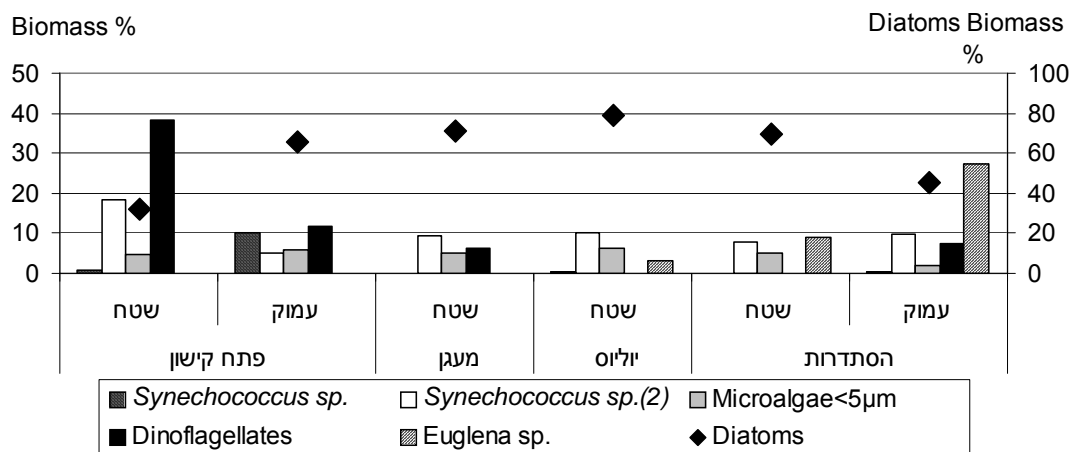 Biomass %
Diatoms Biomass
%
50 100
40 80
30 60
20 40
10 20
0 0
שטח עמוק שטח שטח שטח עמוק
פתח קישון מעגן יוליוס הסתדרות
Synechococcus sp. Synechococcus sp.(2) Microalgae<5µm
Dinoflagellates Euglena sp. Diatoms